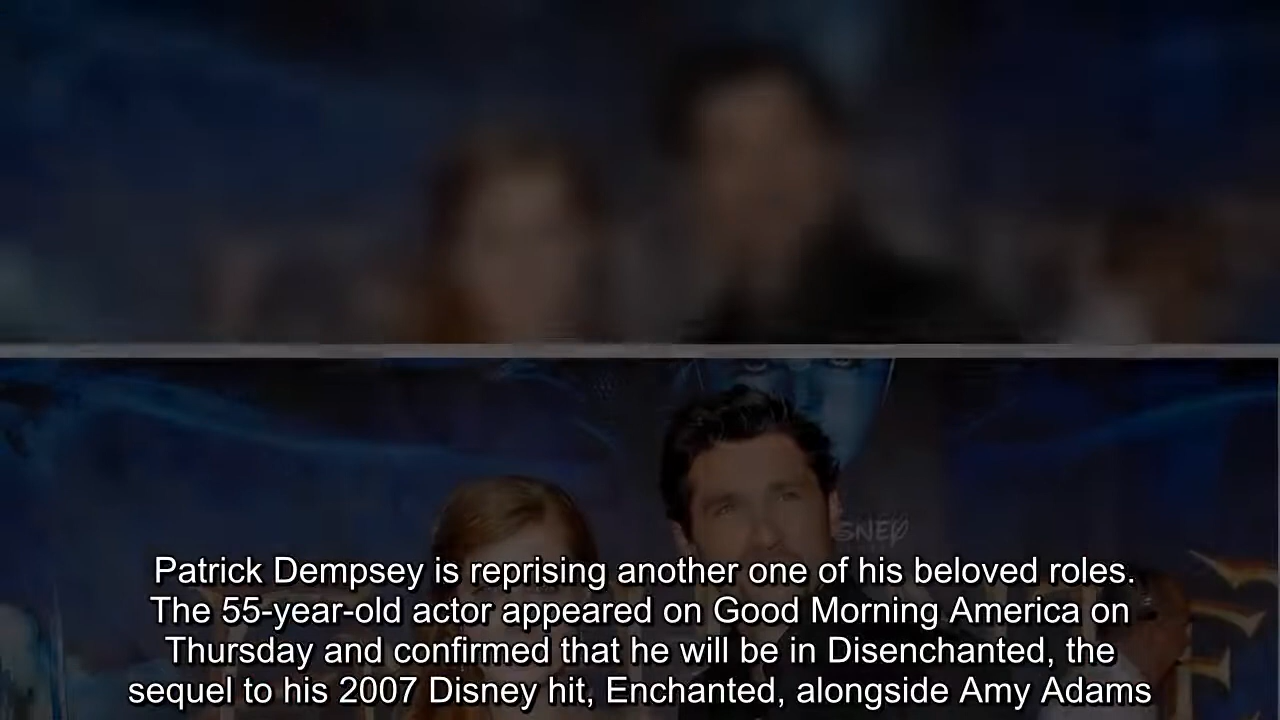 SNEY
Patrick Dempsey is reprising another one of his beloved roles.
The 55-year-old actor appeared on Good Morning America on
Thursday and confirmed that he will be in Disenchanted, the
sequel to his 2007 Disney hit, Enchanted, alongside Amy Adams